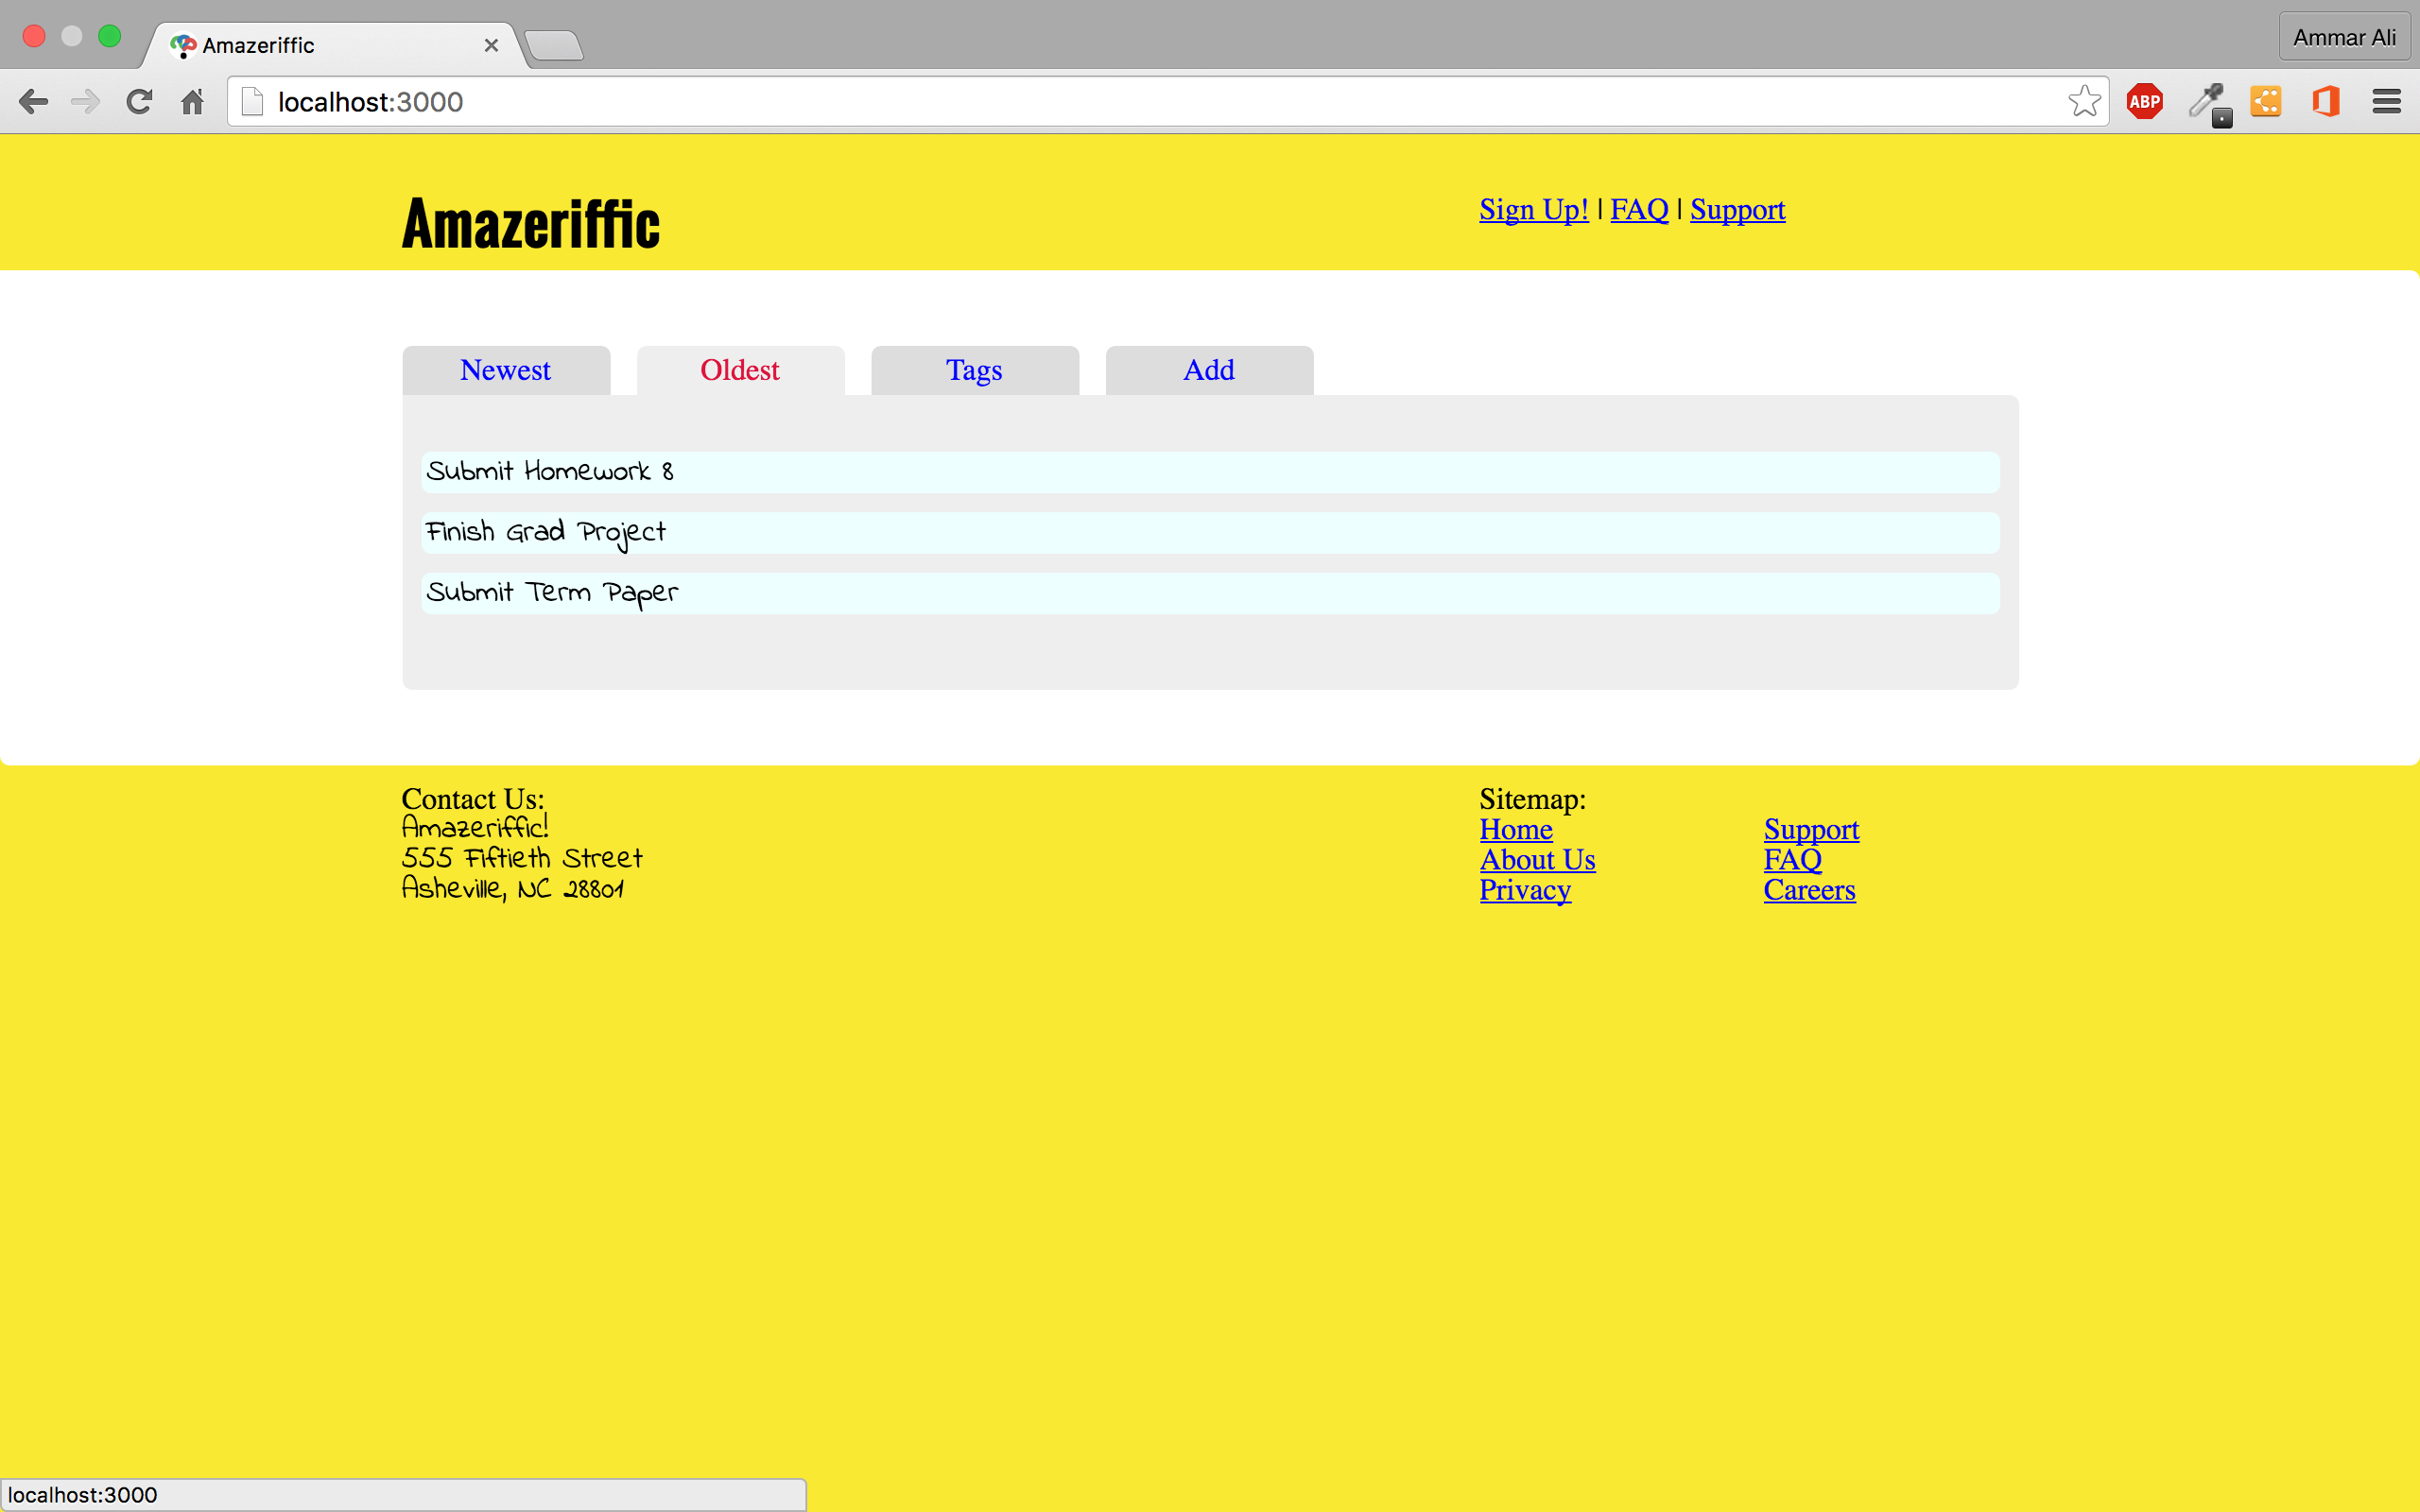 Amazeriffic
Ammar Ali
localhost:3000
ABP
Amazeriffic
Sign Up! | FAQ | Support
Newest Oldest Tags Add
Submit Homework 8
Finish Grad Project
Submit Term Paper
Contact Us:
Amazeriffic!
555 Fiftieth Street
Asheville, NC 28801
Sitemap:
Home Support
About Us FAQ
Privacy Careers
localhost:3000